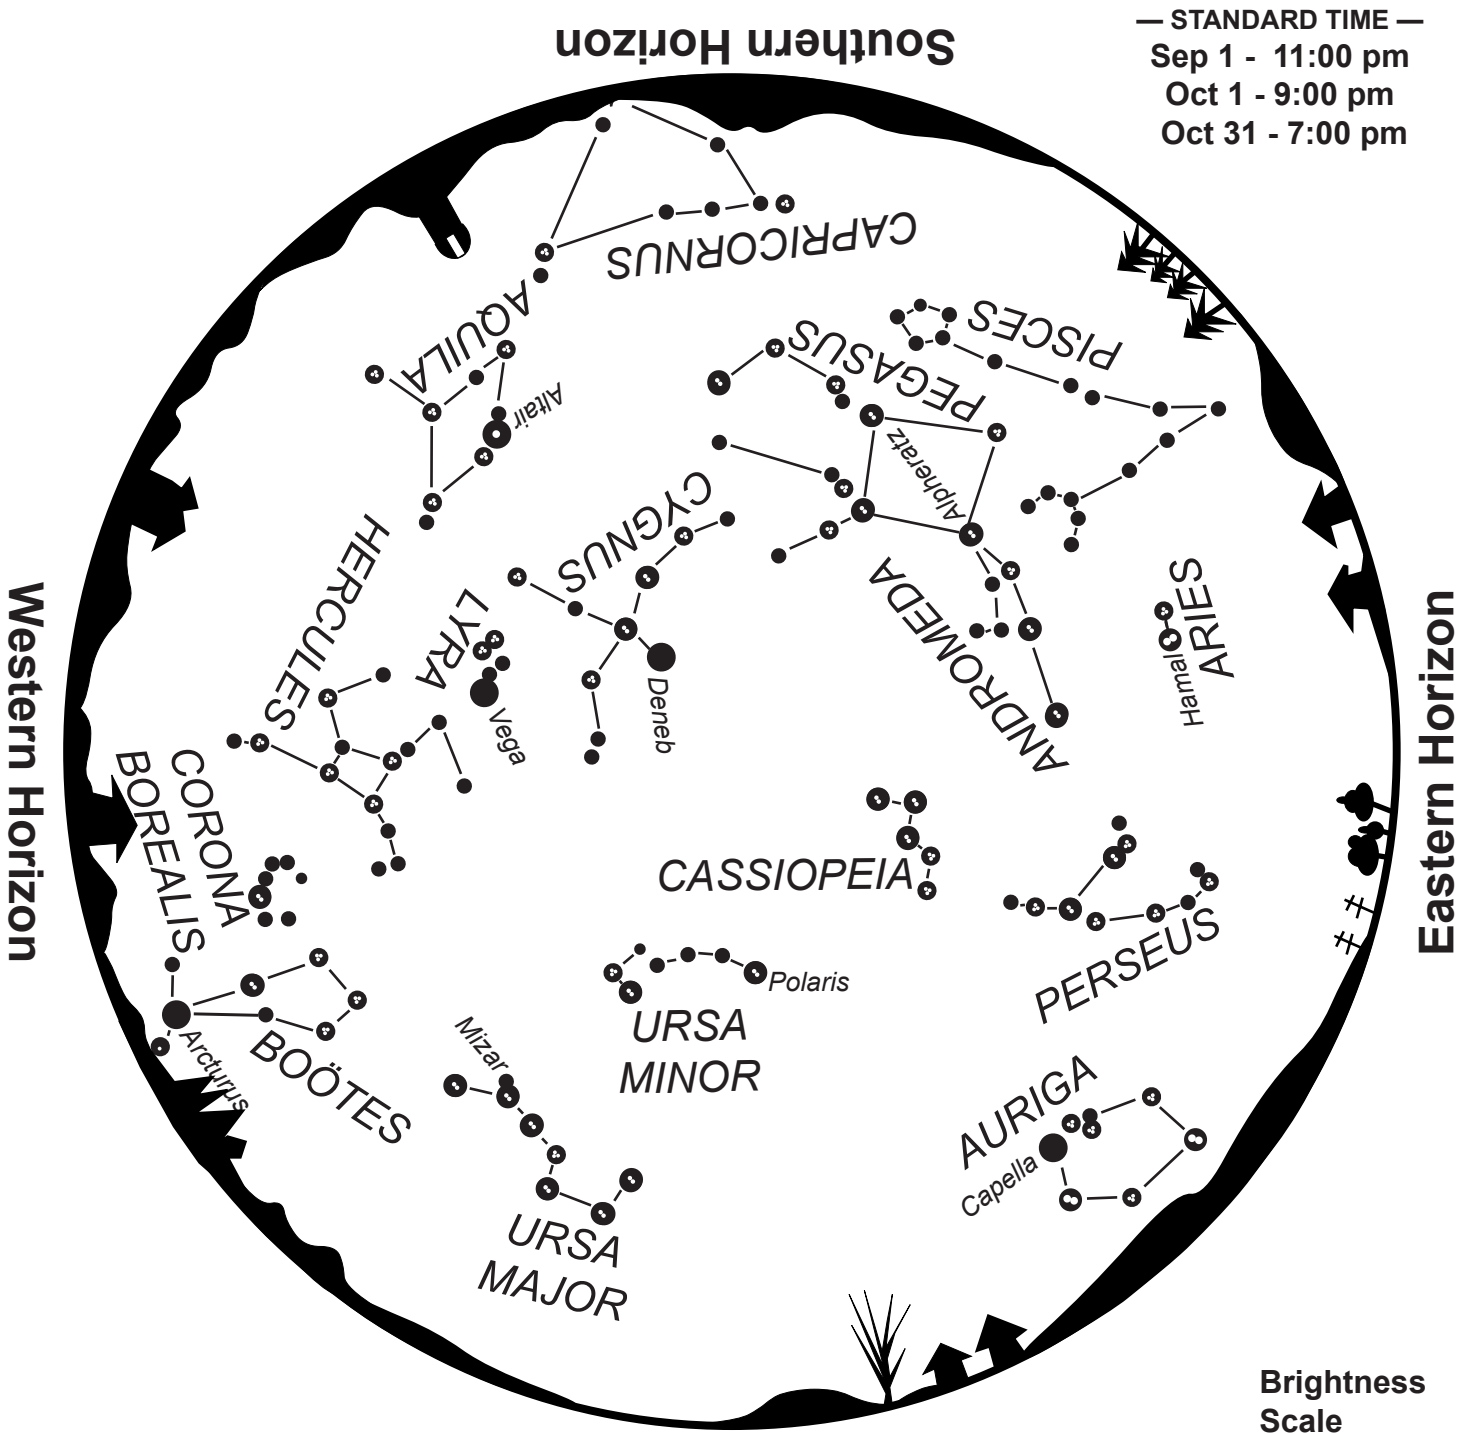 Southern Horizon
— STANDARD TIME —
Sep 1 - 11:00 pm
Oct 1 - 9:00 pm
Oct 31 - 7:00 pm
CAPRICORNUS
AQUILA
Altair
PISCES
PEGASUS
Alpheratz
CYGNUS
Deneb
HERCULES
LYRA
Vega
ANDROMEDA
ARIES
Hamal
Western Horizon
Eastern Horizon
CORONA
BOREALIS
CASSIOPEIA
PERSEUS
Polaris
URSA
MINOR
BOÖTES
Arcturus
Mizar
URSA
MAJOR
AURIGA
Capella
Brightness
Scale